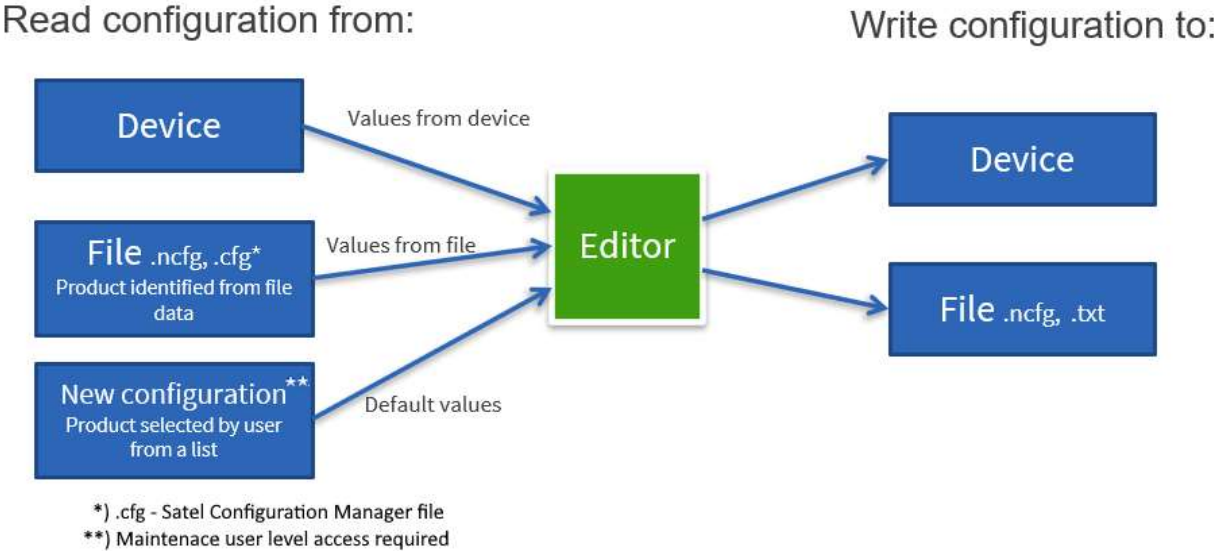 Read configuration from:
Write configuration to:
Device
Values from device
Device
File .ncfg, .cfg*
Product identified from file
data
Values from file
Editor
File .ncfg, .txt
New configuration**
Product selected by user
from a list
Default values
*) .cfg - Satel Configuration Manager file
**) Maintenace user level access required